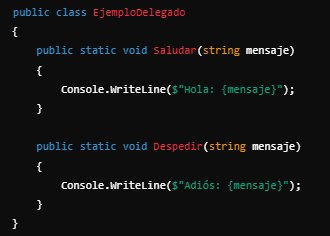 public class EjemploDelegado
{
    public static void Saludar(string mensaje)
    {
        Console.WriteLine($"Hola: {mensaje}");
    }

    public static void Despedir(string mensaje)
    {
        Console.WriteLine($"Adiós: {mensaje}");
    }
}